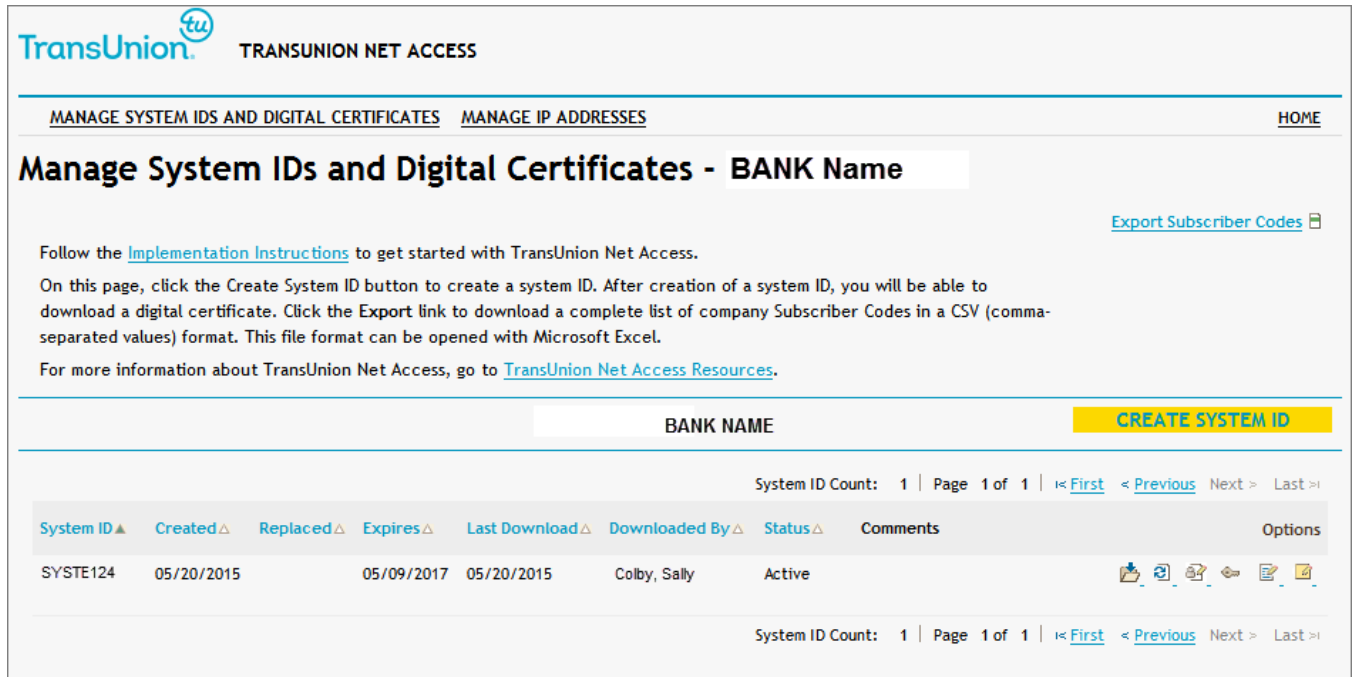 tu
TransUnion. TRANSUNION NET ACCESS
MANAGE SYSTEM IDS AND DIGITAL CERTIFICATES MANAGE IP ADDRESSES HOME
Manage System IDs and Digital Certificates - BANK Name
Export Subscriber Codes
Follow the Implementation Instructions to get started with TransUnion Net Access.
On this page, click the Create System ID button to create a system ID. After creation of a system ID, you will be able to
download a digital certificate. Click the Export link to download a complete list of company Subscriber Codes in a CSV (comma-
separated values) format. This file format can be opened with Microsoft Excel.
For more information about TransUnion Net Access, go to TransUnion Net Access Resources.
BANK NAME CREATE SYSTEM ID
System ID Count: 1 | Page 1 of 1 | First < Previous Next > Last
System ID Created Replaced Expires Last Download Downloaded By Status Comments Options
SYSTE124 05/20/2015 05/09/2017 05/20/2015 Colby, Sally Active
System ID Count: 1 | Page 1 of 1 | First < Previous Next > Last